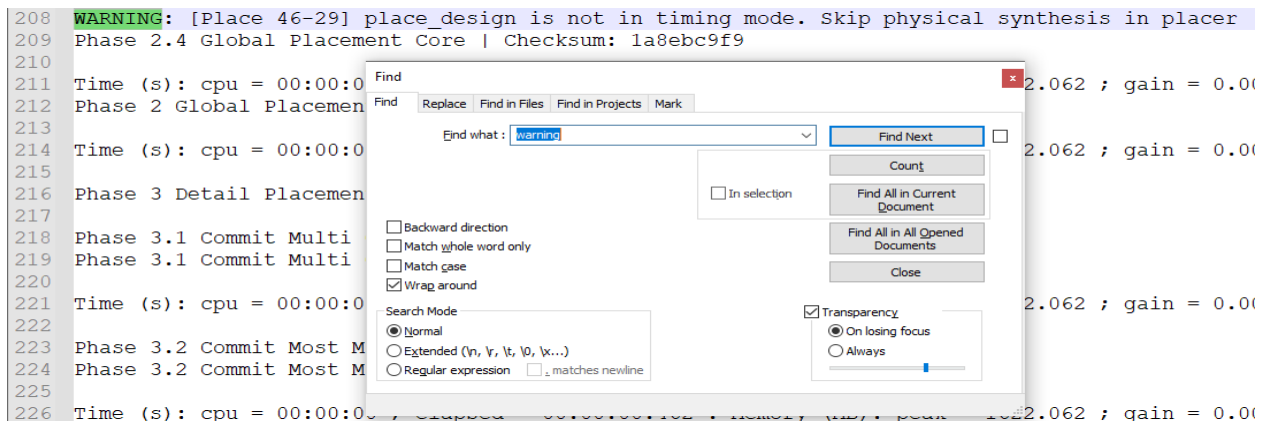 208 WARNING: [Place 46-29] place_design is not in timing mode. Skip physical synthesis in placer
209 Phase 2.4 Global Placement Core | Checksum: 1a8ebc9f9
210
211 Time (s): cpu = 00:00:0 2.062 ; gain = 0.00
212 Phase 2 Global Placemen
213
214 Time (s): cpu = 00:00:0 2.062 ; gain = 0.00
215
216 Phase 3 Detail Placemen
217
218 Phase 3.1 Commit Multi
219 Phase 3.1 Commit Multi
220
221 Time (s): cpu = 00:00:0 2.062 ; gain = 0.00
222
223 Phase 3.2 Commit Most M
224 Phase 3.2 Commit Most M
225
226 Time (s): cpu = 00:00:00 2.062 ; gain = 0.00
Find
Find Replace Find in Files Find in Projects Mark
Find what : warning
Find Next
Count
In selection
Find All in Current
Document
Backward direction
Find All in All Opened
Documents
Match whole word only
Match case
Close
Wrap around
Search Mode
Normal
Extended (\n, \r, \t, \0, \x...)
Regular expression . matches newline
Transparency
On losing focus
Always